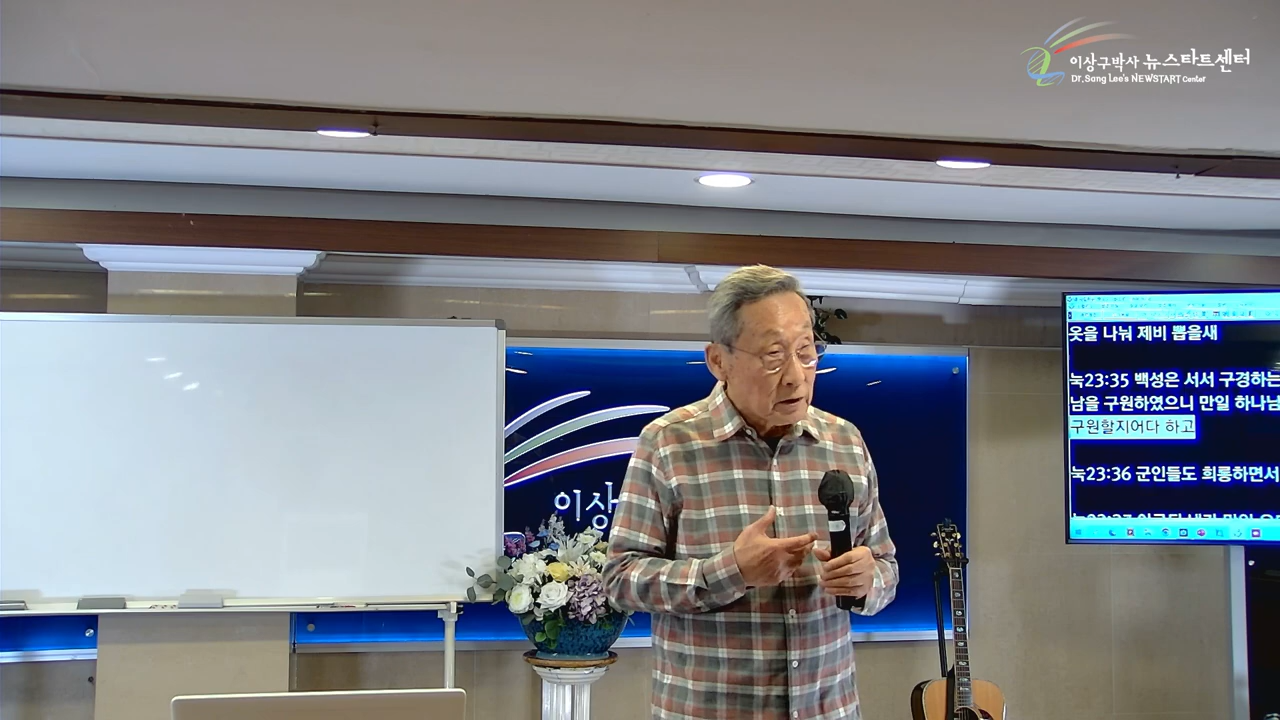 이상구박사 뉴스타트센터
Dr. Sang Lee's NEWSTART Center
옷을 나눠 제비 뽑을새
눅23:35 백성은 서서 구경하는
남을 구원하였으니 만일 하나님
구원할지어다 하고
눅23:36 군인들도 희롱하면서
이상